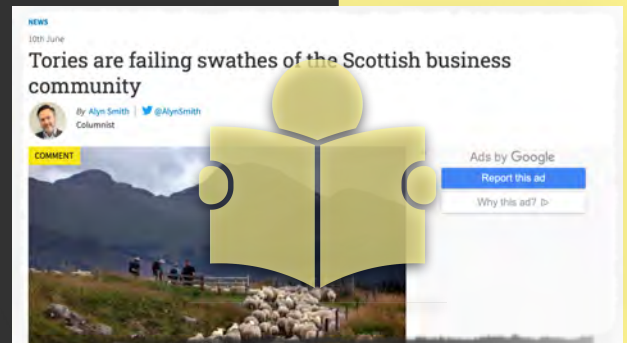 NEWS
10th June
Tories are failing swathes of the Scottish business
community
By Alyn Smith | @AlynSmith
Columnist
COMMENT
Ads by Google
Report this ad
Why this ad?